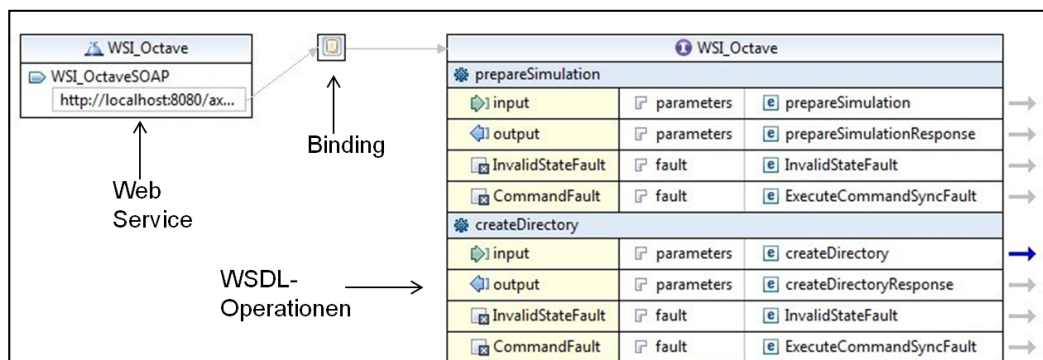 WSI_Octave
WSI_OctaveSOAP
http://localhost:8080/ax...
Web
Service
Binding
WSDL-
Operationen
WSI_Octave
prepareSimulation
input parameters e prepareSimulation
output parameters e prepareSimulationResponse
InvalidStateFault fault e InvalidStateFault
CommandFault fault e ExecuteCommandSyncFault
createDirectory
input parameters e createDirectory
output parameters e createDirectoryResponse
InvalidStateFault fault e InvalidStateFault
CommandFault fault e ExecuteCommandSyncFault